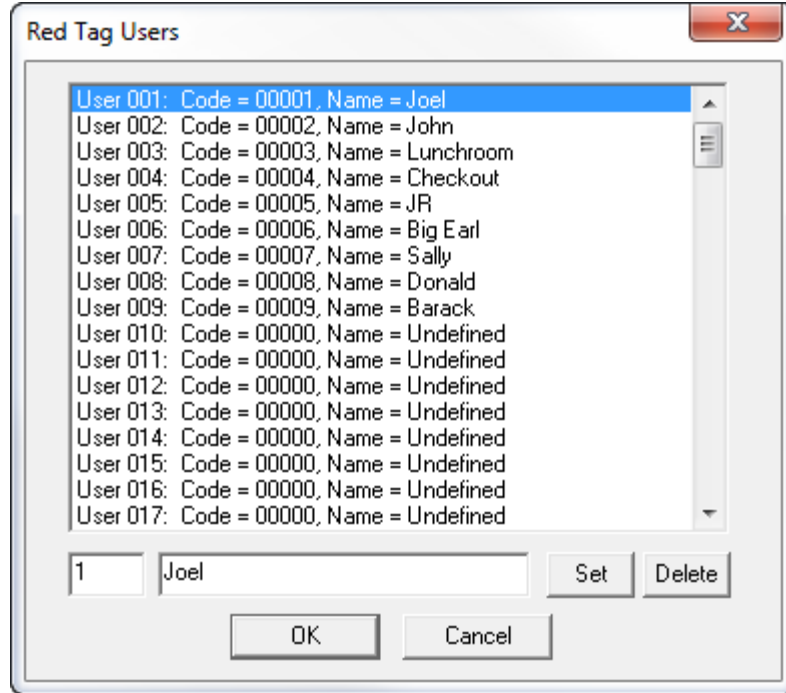 Red Tag Users
User 001: Code = 00001, Name = Joel
User 002: Code = 00002, Name = John
User 003: Code = 00003, Name = Lunchroom
User 004: Code = 00004, Name = Checkout
User 005: Code = 00005, Name = JR
User 006: Code = 00006, Name = Big Earl
User 007: Code = 00007, Name = Sally
User 008: Code = 00008, Name = Donald
User 009: Code = 00009, Name = Barack
User 010: Code = 00000, Name = Undefined
User 011: Code = 00000, Name = Undefined
User 012: Code = 00000, Name = Undefined
User 013: Code = 00000, Name = Undefined
User 014: Code = 00000, Name = Undefined
User 015: Code = 00000, Name = Undefined
User 016: Code = 00000, Name = Undefined
User 017: Code = 00000, Name = Undefined
1 Joel Set Delete
OK Cancel